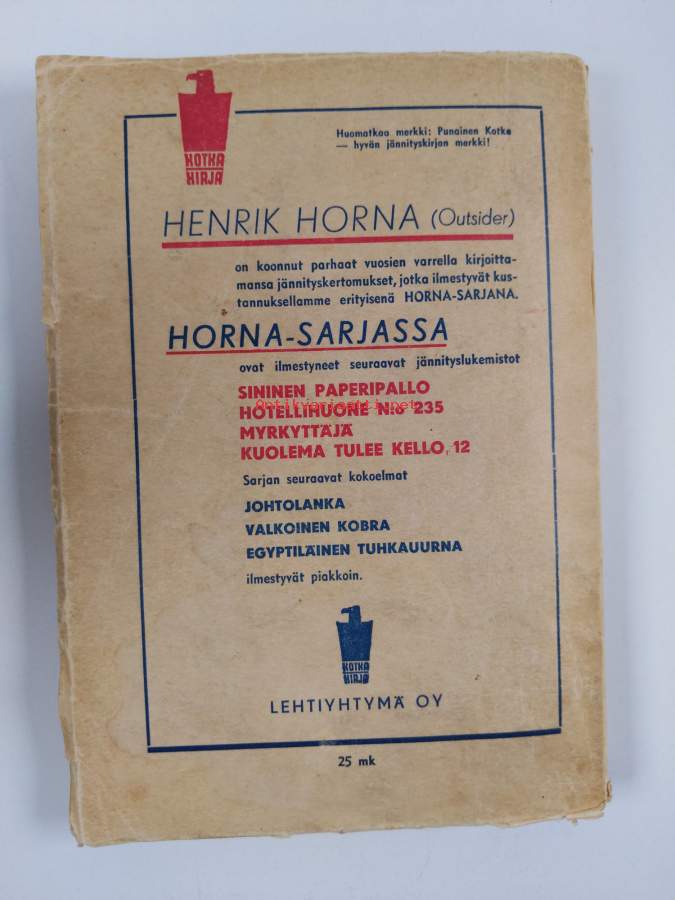 KOTKA
KIRJA
Huomatkaa merkki: Punainen Kotka
— hyvän jännityskirjan merkki!
HENRIK HORNA (Outsider)
on koonnut parhaat vuosien varrella kirjoitta-
mansa jännityskertomukset, jotka ilmestyvät kus-
tannuksellamme erityisenä HORNA-SARJANA.
HORNA-SARJASSA
ovat ilmestyneet seuraavat jännityslukemistot
SININEN PAPERIPALLO
Antikvariaatti.net
HOTELLIHUONE N:o 235
MYRKYTTÄJÄ
KUOLEMA TULEE KELLO 12
Sarjan seuraavat kokoelmat
JOHTOLANKA
VALKOINEN KOBRA
EGYPTILÄINEN TUHKAUURNA
ilmestyvät piakkoin.
KOTKA
KIRJA
LEHTIYHTYMÄ OY
25 mk